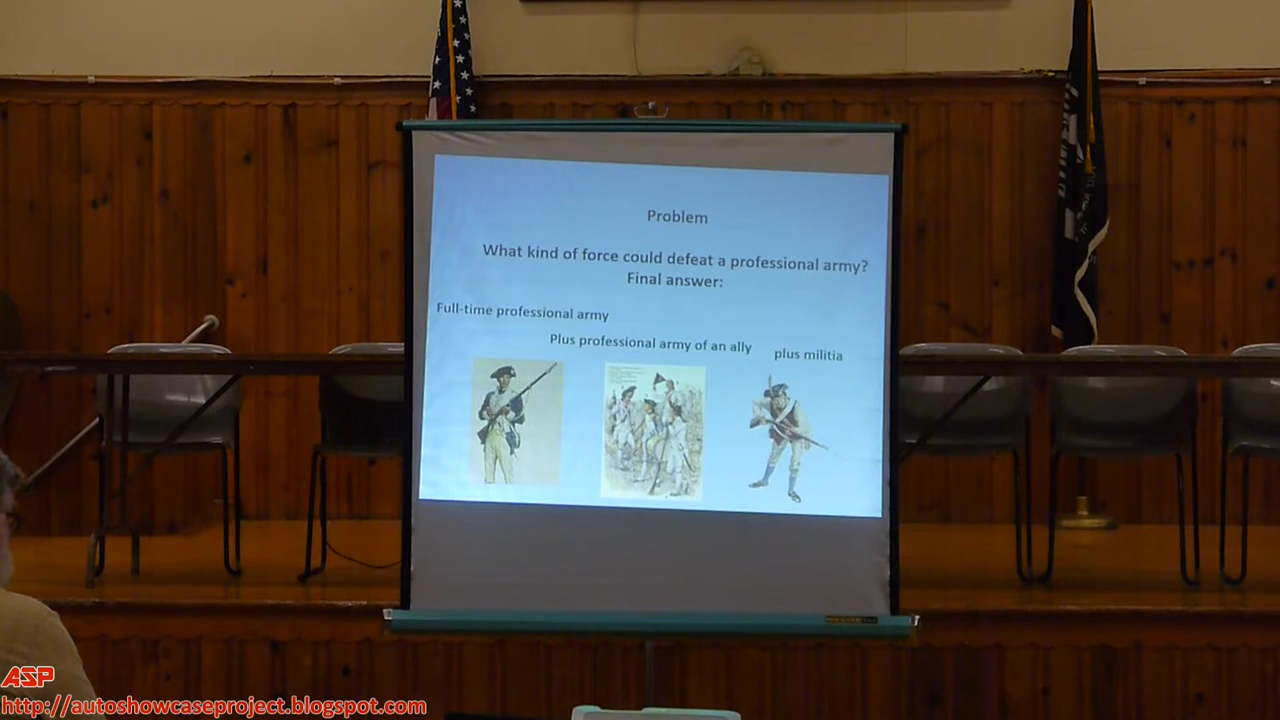 Problem
What kind of force could defeat a professional army?
Final answer:
Full-time professional army
Plus professional army of an ally plus militia
ASP
http://autoshowcaseproject.blogspot.com